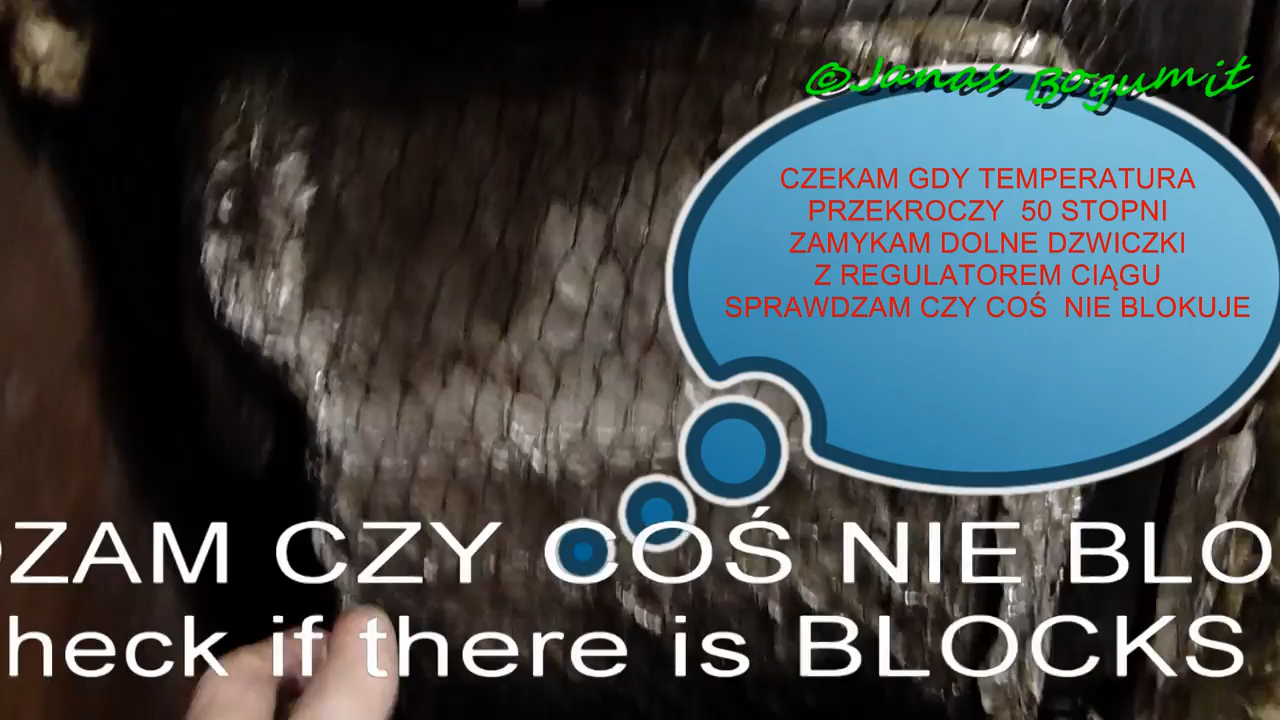 ©Janas Bogumit
CZEKAM GDY TEMPERATURA
PRZEKROCZY 50 STOPNI
ZAMYKAM DOLNE DZWICZKI
Z REGULATOREM CIĄGU
SPRAWDZAM CZY COŚ NIE BLOKUJE
DZAM CZY COŚ NIE BLO
heck if there is BLOCKS